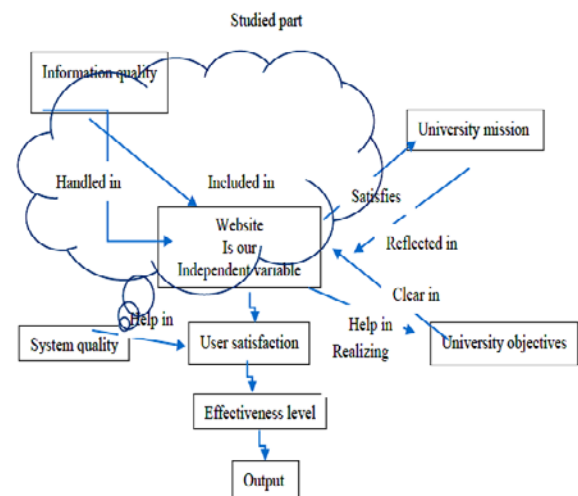 Studied part
Information quality
University mission
Handled in
Included in
Satisfies
Website
Is our
Independent variable
Reflected in
Clear in
Help in
Help in
Realizing
System quality
User satisfaction
University objectives
Effectiveness level
Output